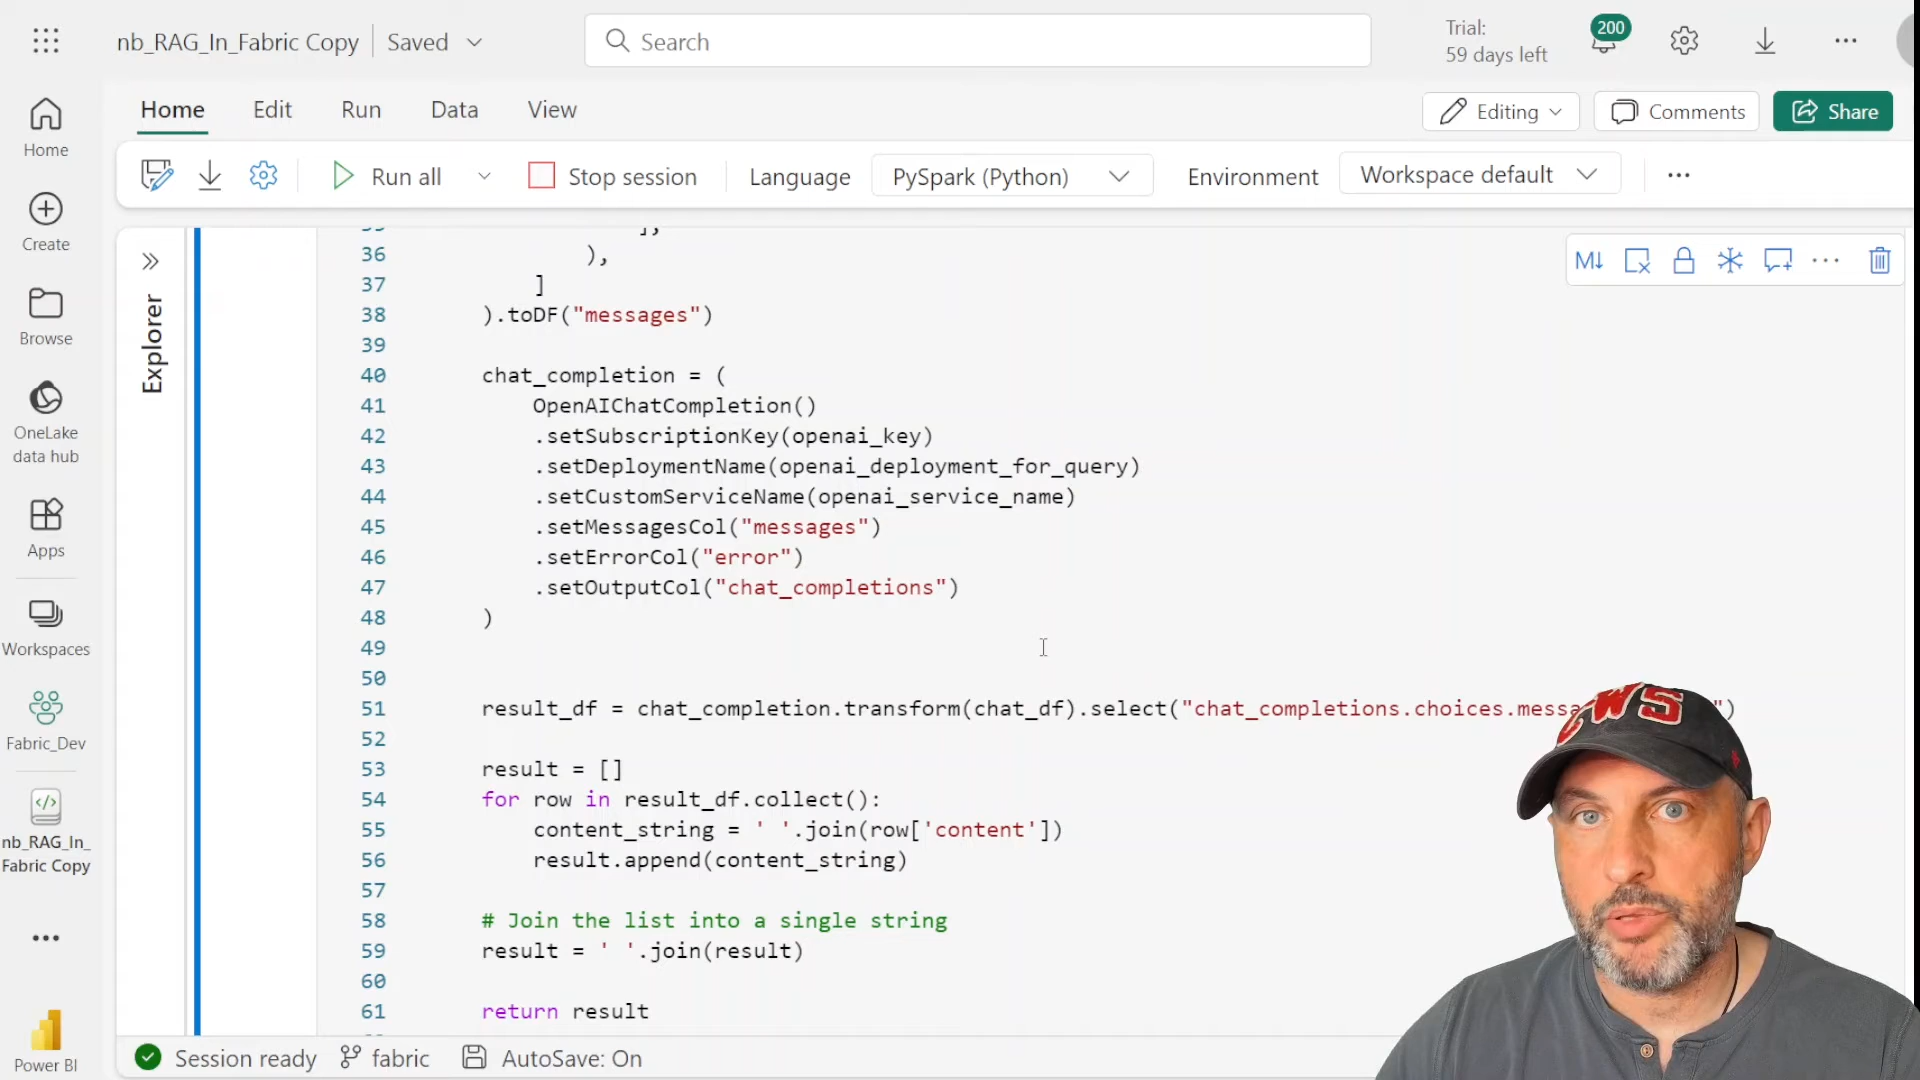 nb_RAG_In_Fabric Copy
Saved
Search
Trial:
59 days left
200
Home
Edit
Run
Data
View
Editing
Comments
Share
Run all
Stop session
Language
PySpark (Python)
Environment
Workspace default
Home
Create
Browse
OneLake
data hub
Apps
Workspaces
Fabric_Dev
nb_RAG_In_
Fabric Copy
Power BI
Explorer
M↓
36 ),
37 ]
38 ).toDF("messages")
39
40 chat_completion = (
41 OpenAIChatCompletion()
42 .setSubscriptionKey(openai_key)
43 .setDeploymentName(openai_deployment_for_query)
44 .setCustomServiceName(openai_service_name)
45 .setMessagesCol("messages")
46 .setErrorCol("error")
47 .setOutputCol("chat_completions")
48 )
49
50
51 result_df = chat_completion.transform(chat_df).select("chat_completions.choices.messa ")
52
53 result = []
54 for row in result_df.collect():
55 content_string = ' '.join(row['content'])
56 result.append(content_string)
57
58 # Join the list into a single string
59 result = ' '.join(result)
60
61 return result
Session ready
fabric
AutoSave: On
CWS